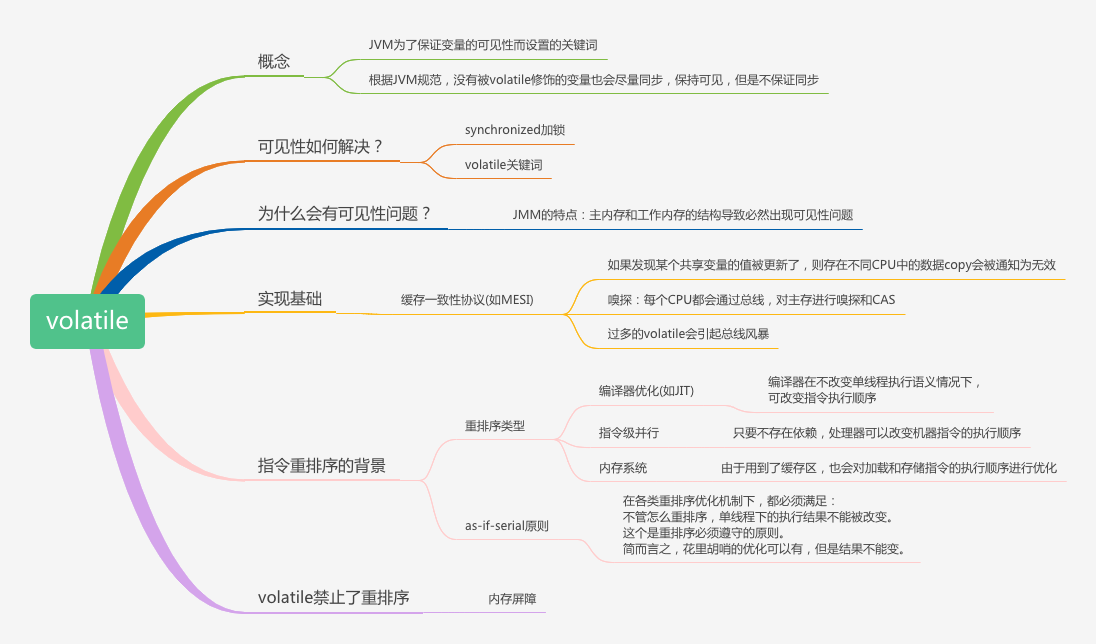 volatile
概念
JVM为了保证变量的可见性而设置的关键词
根据JVM规范，没有被volatile修饰的变量也会尽量同步，保持可见，但是不保证同步
可见性如何解决？
synchronized加锁
volatile关键词
为什么会有可见性问题？
JMM的特点：主内存和工作内存的结构导致必然出现可见性问题
实现基础
缓存一致性协议(如MESI)
如果发现某个共享变量的值被更新了，则存在不同CPU中的数据copy会被通知为无效
嗅探：每个CPU都会通过总线，对主存进行嗅探和CAS
过多的volatile会引起总线风暴
指令重排序的背景
重排序类型
编译器优化(如JIT)
编译器在不改变单线程执行语义情况下，
可改变指令执行顺序
指令级并行
只要不存在依赖，处理器可以改变机器指令的执行顺序
内存系统
由于用到了缓存区，也会对加载和存储指令的执行顺序进行优化
as-if-serial原则
在各类重排序优化机制下，都必须满足：
不管怎么重排序，单线程下的执行结果不能被改变。
这个是重排序必须遵守的原则。
简而言之，花里胡哨的优化可以有，但是结果不能变。
volatile禁止了重排序
内存屏障